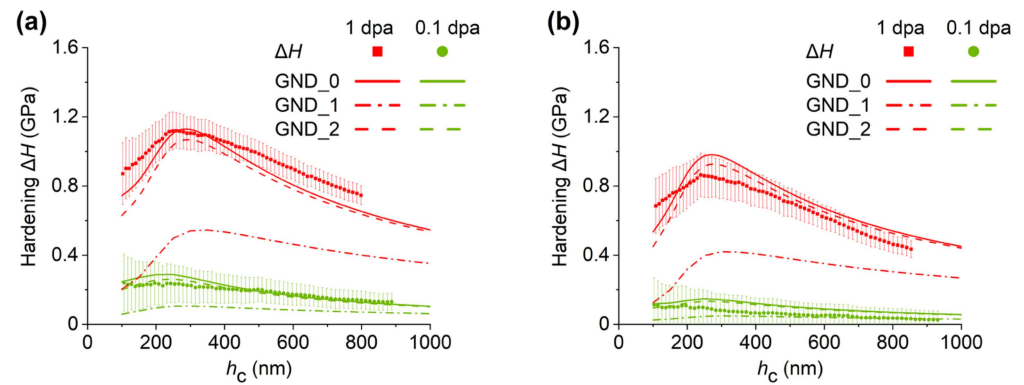 (a)
1 dpa 0.1 dpa
ΔH
GND_0
GND_1
GND_2
Hardening ΔH (GPa)
1.6
1.2
0.8
0.4
0
0 200 400 600 800 1000
hc (nm)
(b)
1 dpa 0.1 dpa
ΔH
GND_0
GND_1
GND_2
Hardening ΔH (GPa)
1.6
1.2
0.8
0.4
0
0 200 400 600 800 1000
hc (nm)